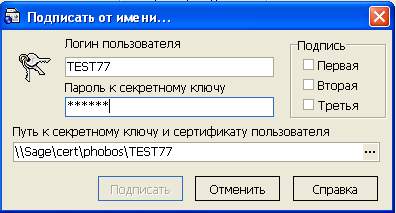 Подписать от имени...
Логин пользователя
TEST77
Пароль к секретному ключу
******
Подпись
Первая
Вторая
Третья
Путь к секретному ключу и сертификату пользователя
\\Sage\cert\phobos\TEST77
...
Подписать
Отменить
Справка